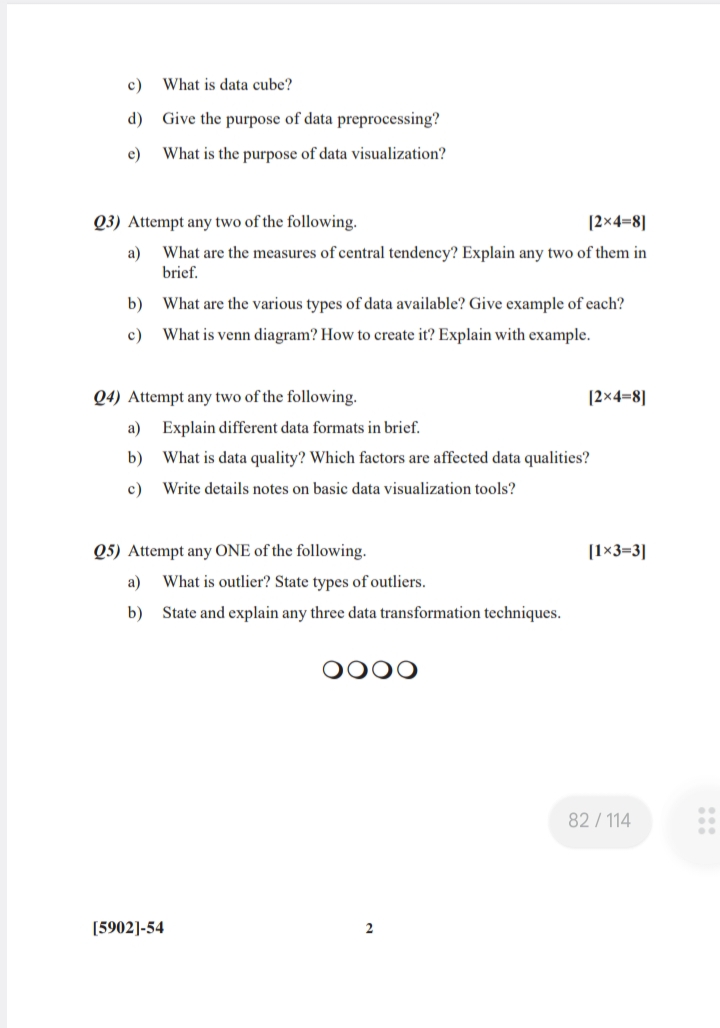 c) What is data cube?
d) Give the purpose of data preprocessing?
e) What is the purpose of data visualization?
Q3) Attempt any two of the following. [2×4=8]
a) What are the measures of central tendency? Explain any two of them in
brief.
b) What are the various types of data available? Give example of each?
c) What is venn diagram? How to create it? Explain with example.
Q4) Attempt any two of the following. [2×4=8]
a) Explain different data formats in brief.
b) What is data quality? Which factors are affected data qualities?
c) Write details notes on basic data visualization tools?
Q5) Attempt any ONE of the following. [1×3=3]
a) What is outlier? State types of outliers.
b) State and explain any three data transformation techniques.
82 / 114
[5902]-54 2